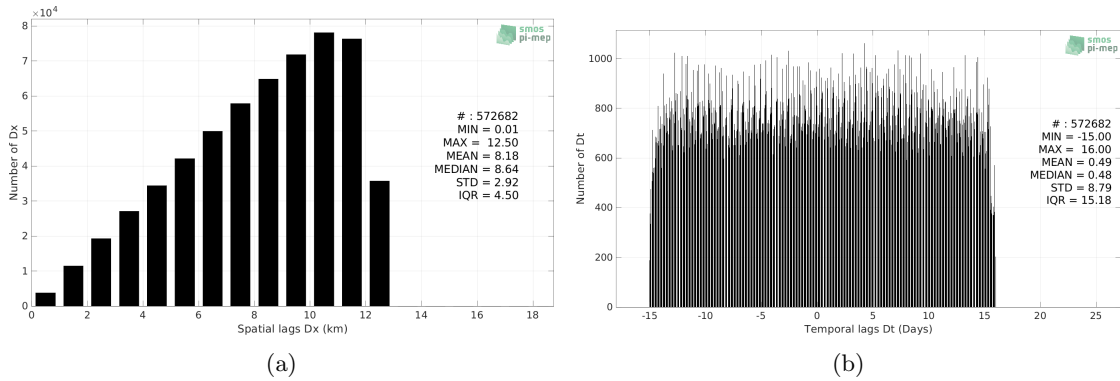 ×10⁴
8
7
6
5
4
3
2
1
0
Number of Dx
0 2 4 6 8 10 12 14 16 18
Spatial lags Dx (km)
smos
pi-mep
# : 572682
MIN = 0.01
MAX = 12.50
MEAN = 8.18
MEDIAN = 8.64
STD = 2.92
IQR = 4.50
(a)
1000
800
600
400
200
0
Number of Dt
-15 -10 -5 0 5 10 15 20 25
Temporal lags Dt (Days)
smos
pi-mep
# : 572682
MIN = -15.00
MAX = 16.00
MEAN = 0.49
MEDIAN = 0.48
STD = 8.79
IQR = 15.18
(b)